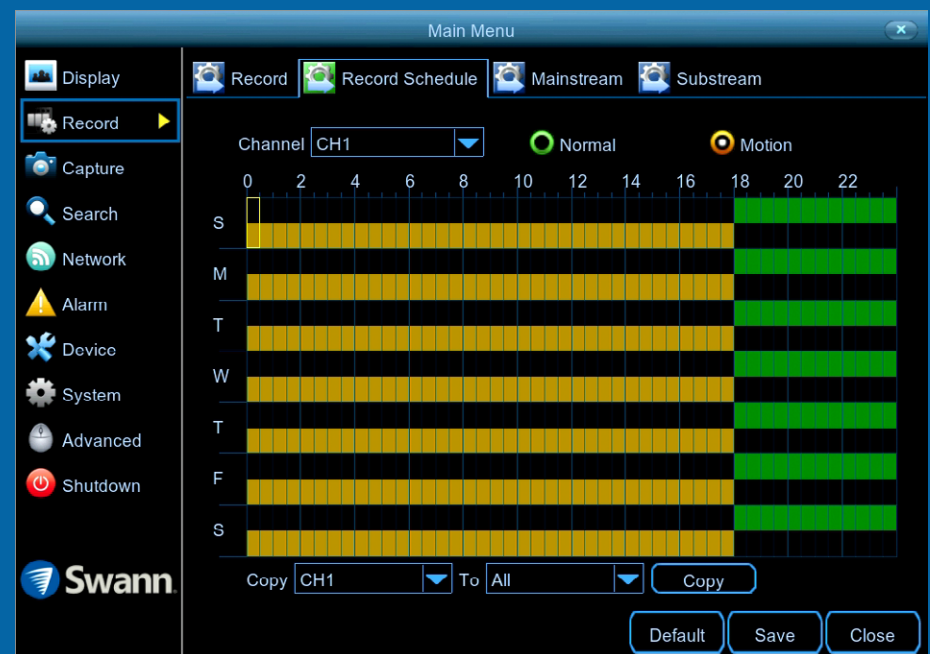 Main Menu
x
Display
Record
Capture
Search
Network
Alarm
Device
System
Advanced
Shutdown
Swann
Record
Record Schedule
Mainstream
Substream
Channel CH1
Normal
Motion
0 2 4 6 8 10 12 14 16 18 20 22
S
M
T
W
T
F
S
Copy CH1 To All Copy
Default Save Close